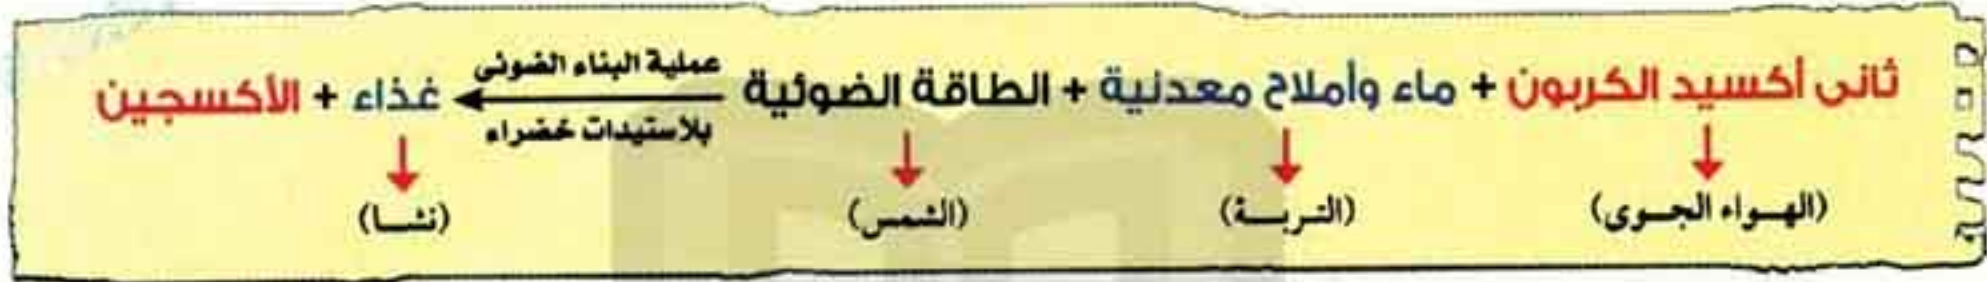 ثانى أكسيد الكربون + ماء وأملاح معدنية + الطاقة الضوئية عملية البناء الضوئى غذاء + الأكسجين
بلاستيدات خضراء
(الهواء الجوى) (التربة) (الشمس) (نشا)